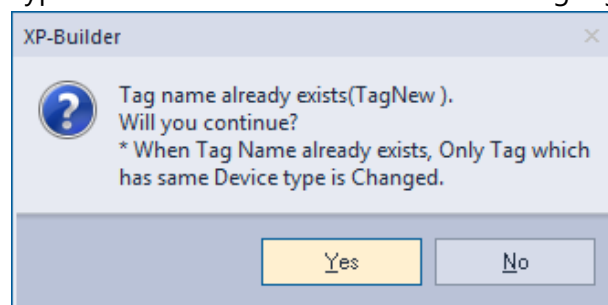 XP-Builder
Tag name already exists(TagNew ).
Will you continue?
* When Tag Name already exists, Only Tag which
has same Device type is Changed.
Yes
No